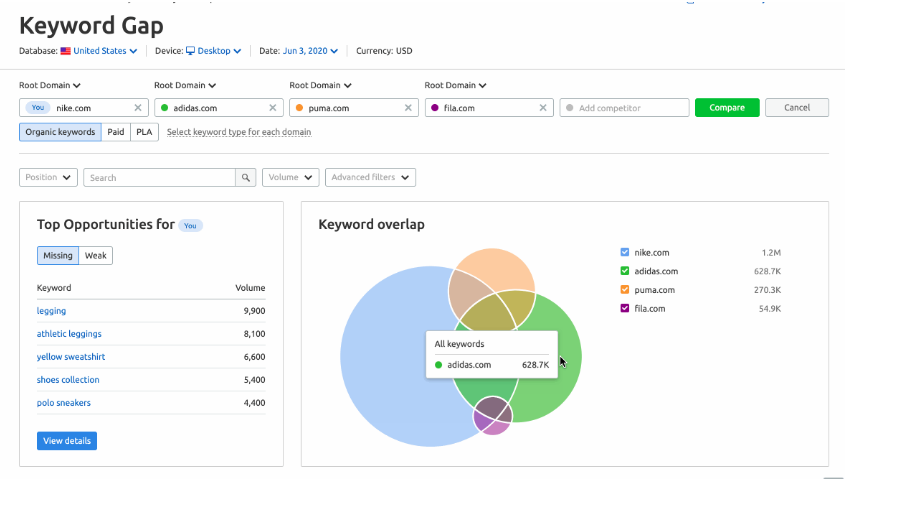 Keyword Gap
Database: United States Device: Desktop Date: Jun 3, 2020 Currency: USD
Root Domain Root Domain Root Domain Root Domain
You nike.com adidas.com puma.com fila.com Add competitor Compare Cancel
Organic keywords Paid PLA Select keyword type for each domain
Position Search Volume Advanced filters
Top Opportunities for You
Missing Weak
Keyword Volume
legging 9,900
athletic leggings 8,100
yellow sweatshirt 6,600
shoes collection 5,400
polo sneakers 4,400
View details
Keyword overlap
nike.com 1.2M
adidas.com 628.7K
puma.com 270.3K
fila.com 54.9K
All keywords
adidas.com 628.7K